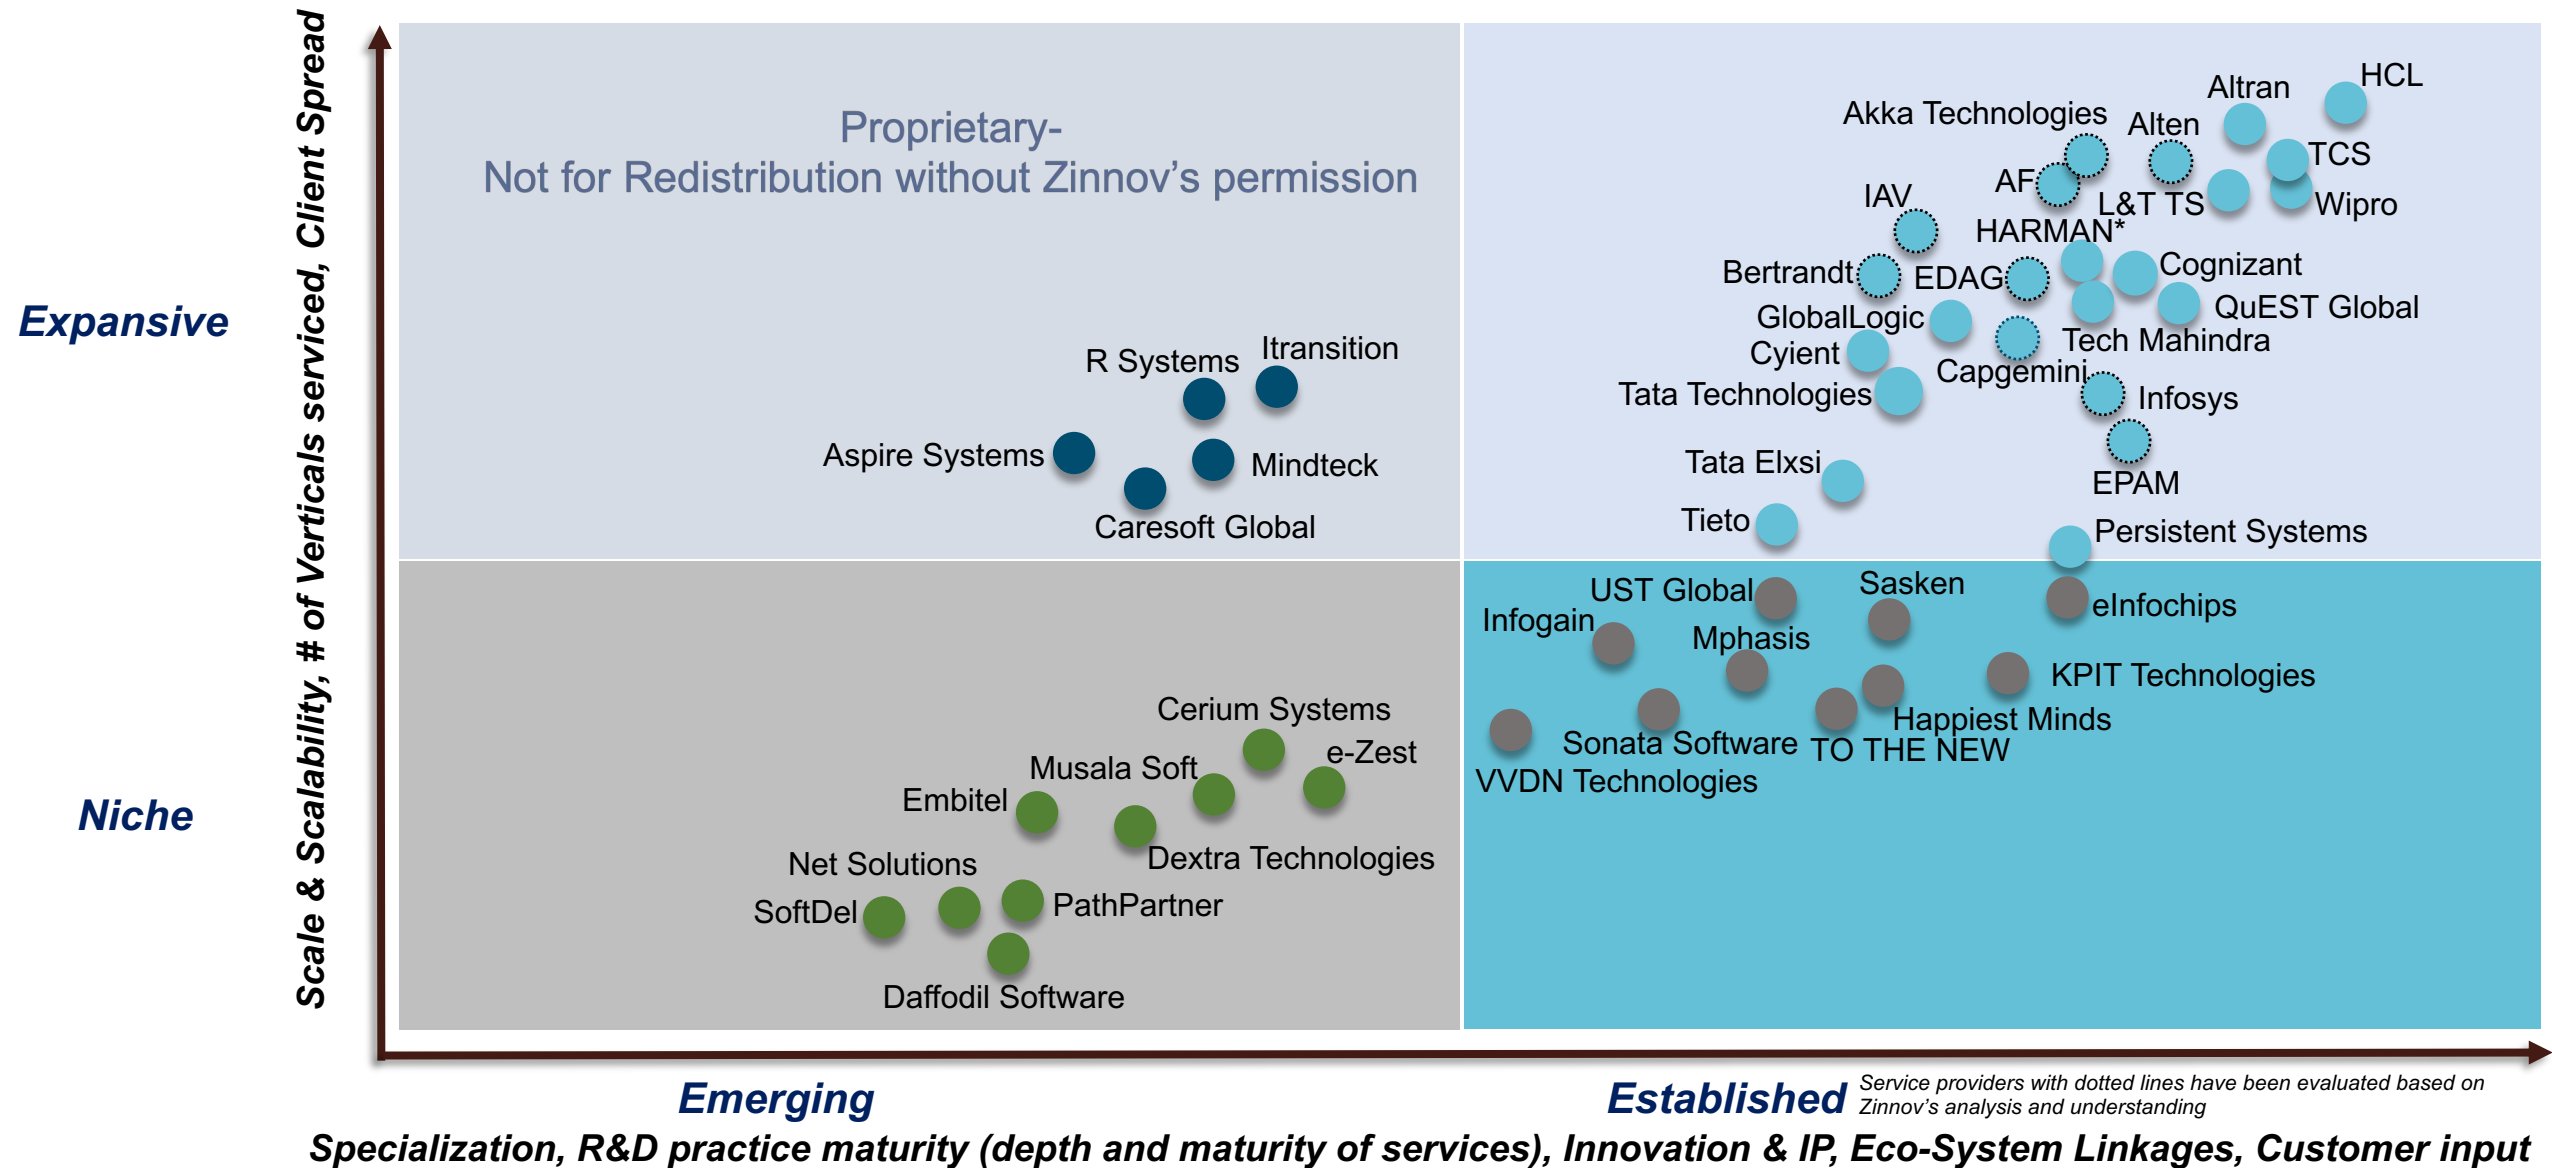 Scale & Scalability, # of Verticals serviced, Client Spread
Expansive
Niche
Proprietary-
Not for Redistribution without Zinnov's permission
R Systems
Itransition
Aspire Systems
Mindteck
Caresoft Global
HCL
Altran
Akka Technologies
Alten
TCS
AF
L&T TS
Wipro
IAV
HARMAN*
Bertrandt
EDAG
Cognizant
GlobalLogic
QuEST Global
Cyient
Tech Mahindra
Capgemini
Tata Technologies
Infosys
Tata Elxsi
EPAM
Tieto
Persistent Systems
Cerium Systems
e-Zest
Musala Soft
Embitel
Dextra Technologies
Net Solutions
SoftDel
PathPartner
Daffodil Software
UST Global
Sasken
eInfochips
Infogain
Mphasis
KPIT Technologies
Happiest Minds
Sonata Software
TO THE NEW
VVDN Technologies
Emerging
Established
Service providers with dotted lines have been evaluated based on
Zinnov's analysis and understanding
Specialization, R&D practice maturity (depth and maturity of services), Innovation & IP, Eco-System Linkages, Customer input